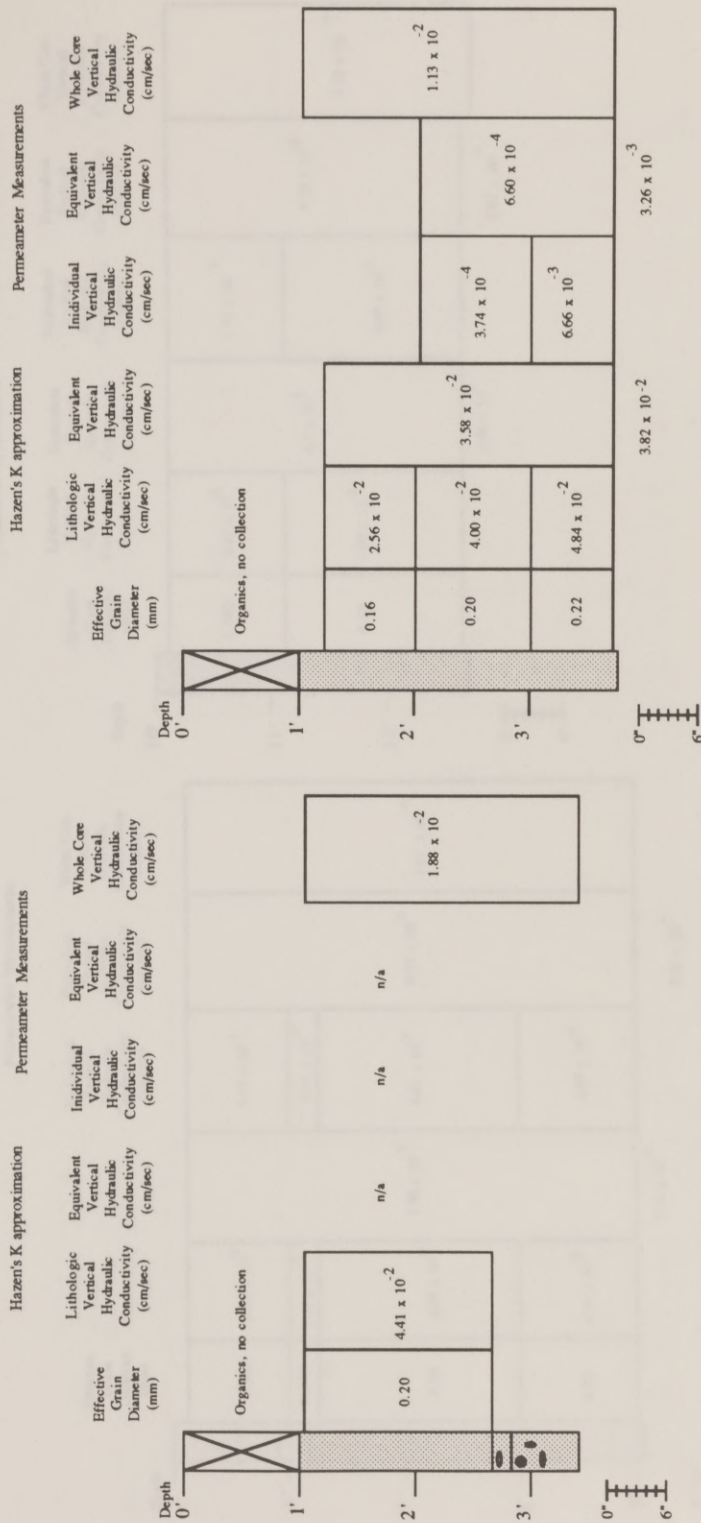 Hazen's K approximation
Permeameter Measurements
Effective
Grain
Diameter
(mm)
Lithologic
Vertical
Hydraulic
Conductivity
(cm/sec)
Equivalent
Vertical
Hydraulic
Conductivity
(cm/sec)
Inidividual
Vertical
Hydraulic
Conductivity
(cm/sec)
Equivalent
Vertical
Hydraulic
Conductivity
(cm/sec)
Whole Core
Vertical
Hydraulic
Conductivity
(cm/sec)
Depth
0'
1'
2'
3'
0"
6"
Organics, no collection
0.20
4.41 x 10-2
n/a
n/a
n/a
1.88 x 10-2
Hazen's K approximation
Permeameter Measurements
Effective
Grain
Diameter
(mm)
Lithologic
Vertical
Hydraulic
Conductivity
(cm/sec)
Equivalent
Vertical
Hydraulic
Conductivity
(cm/sec)
Inidividual
Vertical
Hydraulic
Conductivity
(cm/sec)
Equivalent
Vertical
Hydraulic
Conductivity
(cm/sec)
Whole Core
Vertical
Hydraulic
Conductivity
(cm/sec)
Depth
0'
1'
2'
3'
0"
6"
Organics, no collection
0.16
2.56 x 10-2
0.20
4.00 x 10-2
0.22
4.84 x 10-2
3.58 x 10-2
3.74 x 10-4
6.66 x 10-3
6.60 x 10-4
1.13 x 10-2
3.82 x 10-2
3.26 x 10-3